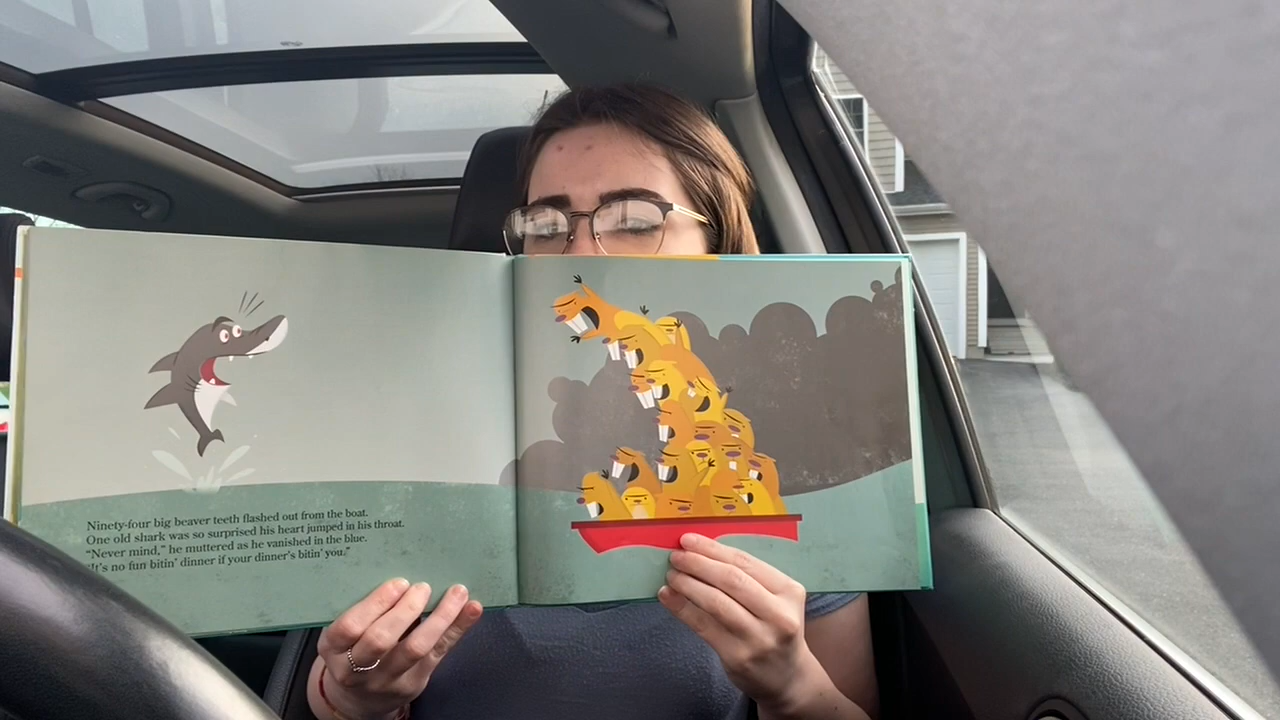 Ninety-four big beaver teeth flashed out from the boat.
One old shark was so surprised his heart jumped in his throat.
“Never mind,” he muttered as he vanished in the blue.
“It’s no fun bitin’ dinner if your dinner’s bitin’ you.”